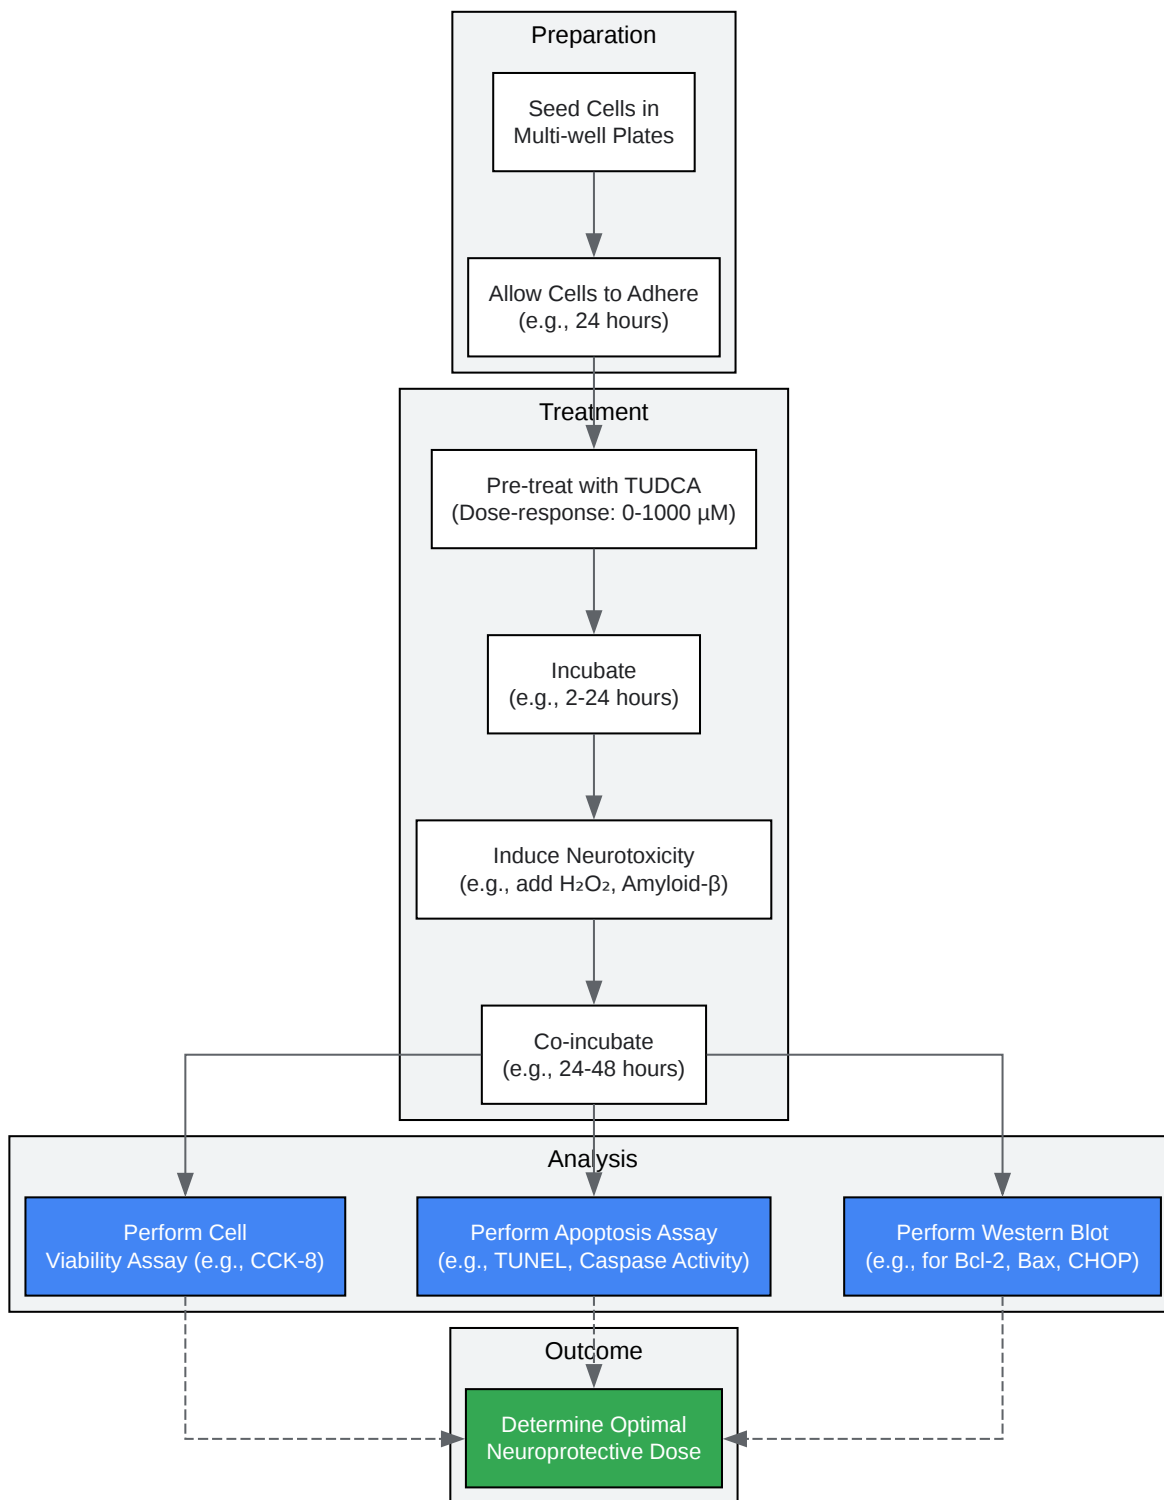 Preparation
Seed Cells in
Multi-well Plates
Allow Cells to Adhere
(e.g., 24 hours)
Treatment
Pre-treat with TUDCA
(Dose-response: 0-1000 µM)
Incubate
(e.g., 2-24 hours)
Induce Neurotoxicity
(e.g., add H₂O₂, Amyloid-β)
Co-incubate
(e.g., 24-48 hours)
Analysis
Perform Cell
Viability Assay (e.g., CCK-8)
Perform Apoptosis Assay
(e.g., TUNEL, Caspase Activity)
Perform Western Blot
(e.g., for Bcl-2, Bax, CHOP)
Outcome
Determine Optimal
Neuroprotective Dose